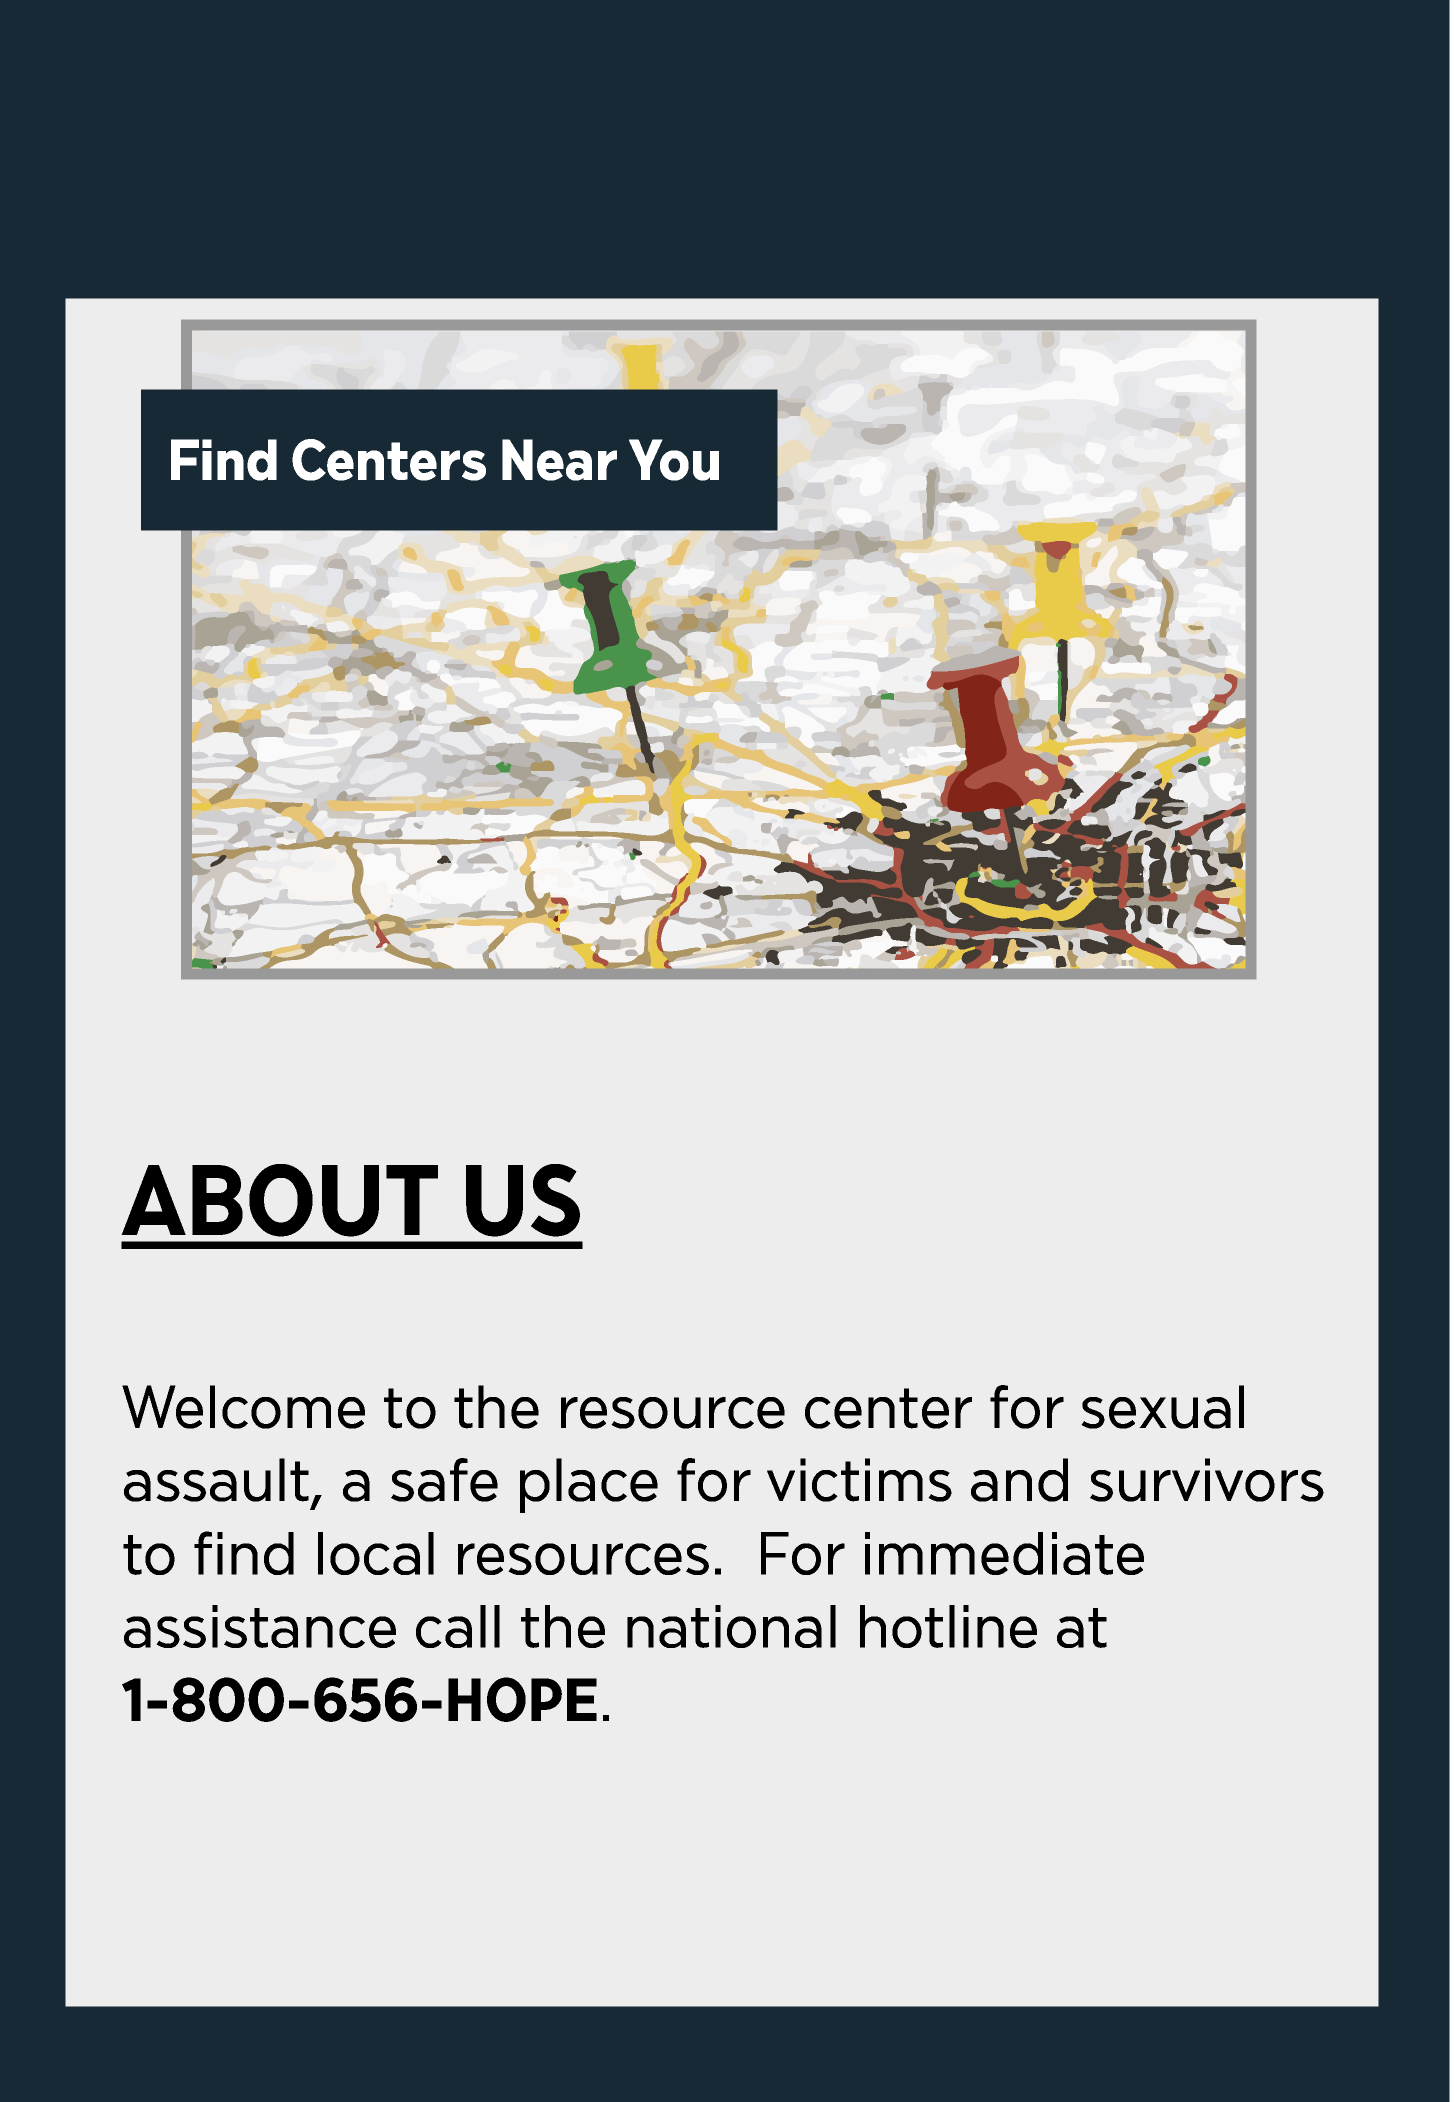 Find Centers Near You
ABOUT US
Welcome to the resource center for sexual
assault, a safe place for victims and survivors
to find local resources.  For immediate
assistance call the national hotline at
1-800-656-HOPE.